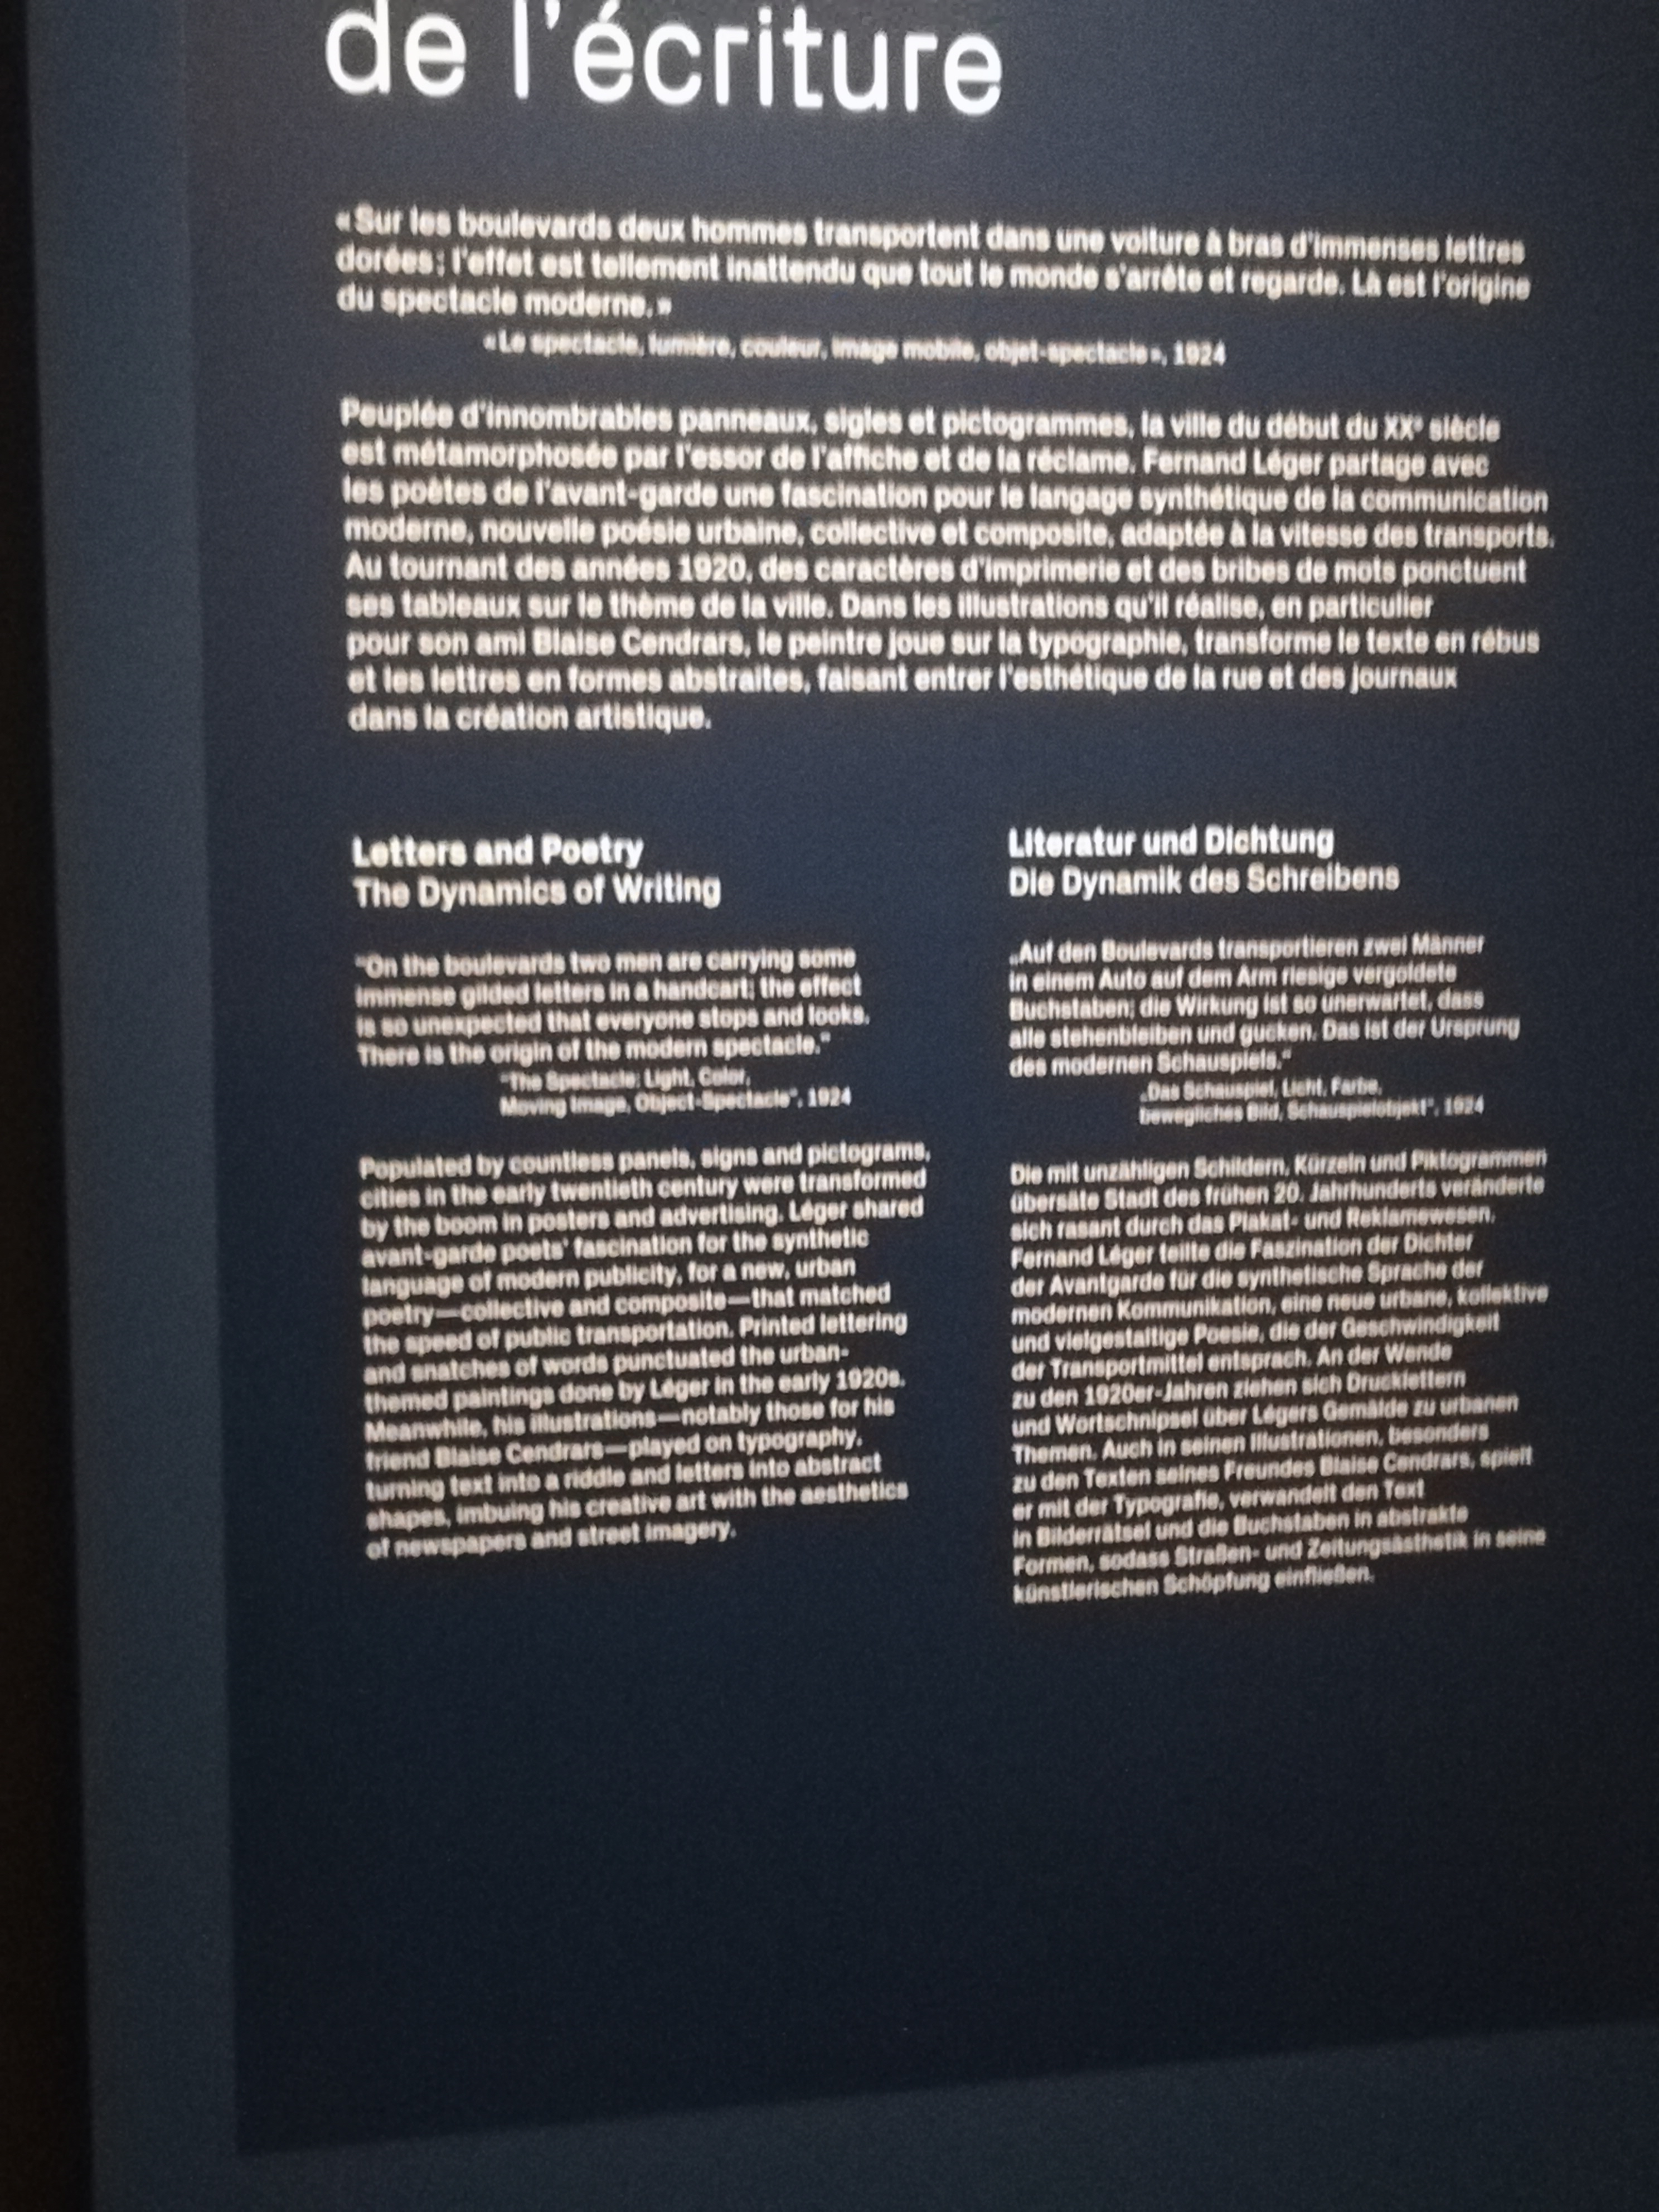 de l'écriture
« Sur les boulevards deux hommes transportent dans une voiture à bras d'immenses lettres
dorées ; l'effet est tellement inattendu que tout le monde s'arrête et regarde. Là est l'origine
du spectacle moderne. »
« Le spectacle, lumière, couleur, image mobile, objet-spectacle », 1924
Peuplée d'innombrables panneaux, sigles et pictogrammes, la ville du début du XXe siècle
est métamorphosée par l'essor de l'affiche et de la réclame. Fernand Léger partage avec
les poètes de l'avant-garde une fascination pour le langage synthétique de la communication
moderne, nouvelle poésie urbaine, collective et composite, adaptée à la vitesse des transports.
Au tournant des années 1920, des caractères d'imprimerie et des bribes de mots ponctuent
ses tableaux sur le thème de la ville. Dans les illustrations qu'il réalise, en particulier
pour son ami Blaise Cendrars, le peintre joue sur la typographie, transforme le texte en rébus
et les lettres en formes abstraites, faisant entrer l'esthétique de la rue et des journaux
dans la création artistique.
Letters and Poetry
The Dynamics of Writing
"On the boulevards two men are carrying some
immense gilded letters in a handcart; the effect
is so unexpected that everyone stops and looks.
There is the origin of the modern spectacle."
"The Spectacle: Light, Color,
Moving Image, Object-Spectacle", 1924
Populated by countless panels, signs and pictograms,
cities in the early twentieth century were transformed
by the boom in posters and advertising. Léger shared
avant-garde poets' fascination for the synthetic
language of modern publicity, for a new, urban
poetry—collective and composite—that matched
the speed of public transportation. Printed lettering
and snatches of words punctuated the urban-
themed paintings done by Léger in the early 1920s.
Meanwhile, his illustrations—notably those for his
friend Blaise Cendrars—played on typography,
turning text into a riddle and letters into abstract
shapes, imbuing his creative art with the aesthetics
of newspapers and street imagery.
Literatur und Dichtung
Die Dynamik des Schreibens
„Auf den Boulevards transportieren zwei Männer
in einem Auto auf dem Arm riesige vergoldete
Buchstaben; die Wirkung ist so unerwartet, dass
alle stehenbleiben und gucken. Das ist der Ursprung
des modernen Schauspiels."
„Das Schauspiel, Licht, Farbe,
bewegliches Bild, Schauspielobjekt", 1924
Die mit unzähligen Schildern, Kürzeln und Piktogrammen
übersäte Stadt des frühen 20. Jahrhunderts veränderte
sich rasant durch das Plakat- und Reklamewesen.
Fernand Léger teilte die Faszination der Dichter
der Avantgarde für die synthetische Sprache der
modernen Kommunikation, eine neue urbane, kollektive
und vielgestaltige Poesie, die der Geschwindigkeit
der Transportmittel entsprach. An der Wende
zu den 1920er-Jahren ziehen sich Drucklettern
und Wortschnipsel über Légers Gemälde zu urbanen
Themen. Auch in seinen Illustrationen, besonders
zu den Texten seines Freundes Blaise Cendrars, spielt
er mit der Typografie, verwandelt den Text
in Bilderrätsel und die Buchstaben in abstrakte
Formen, sodass Straßen- und Zeitungsästhetik in seine
künstlerischen Schöpfung einfließen.